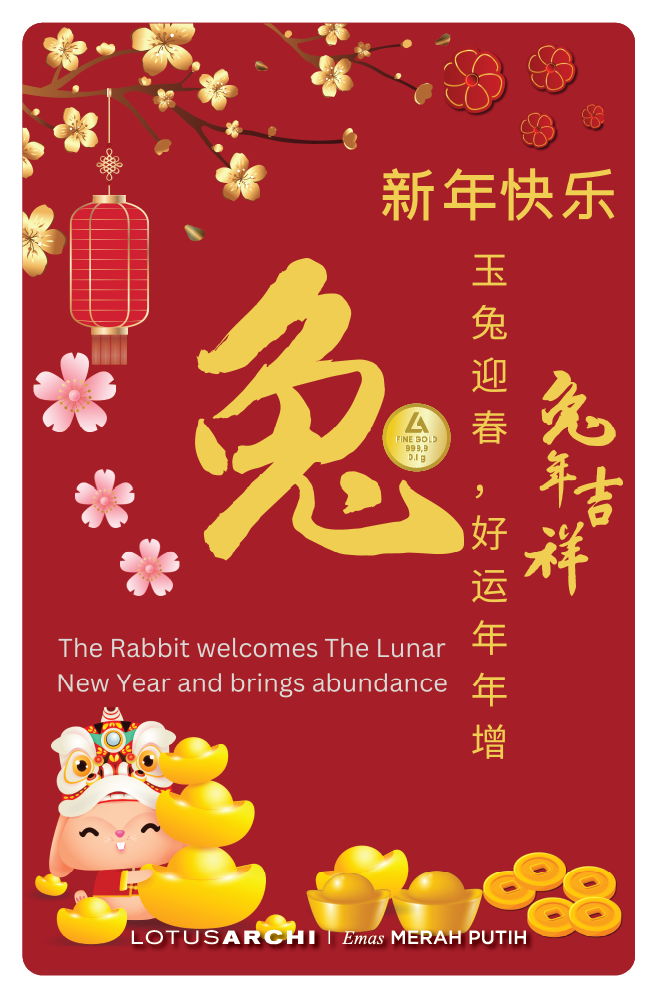 新年快乐
兔
玉兔迎春，好运年年增
兔年吉祥
FINE GOLD
999,9
0.1 g
The Rabbit welcomes The Lunar
New Year and brings abundance
LOTUSARCHI | Emas MERAH PUTIH